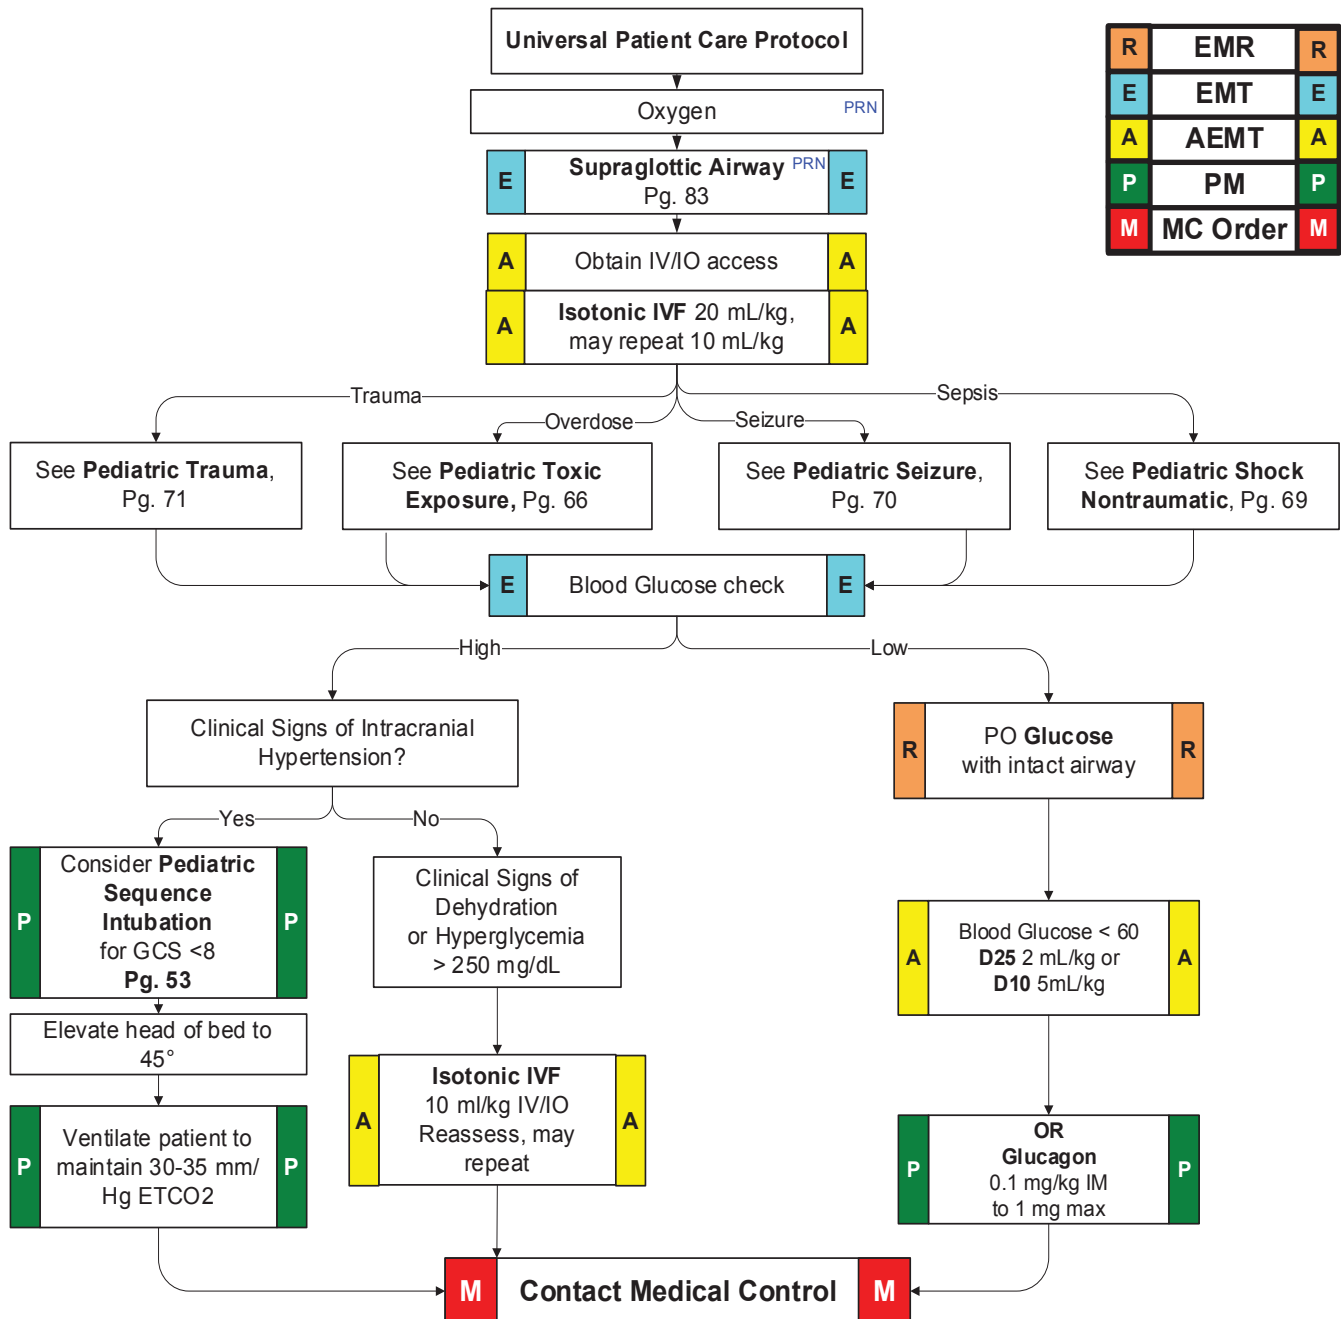 Universal Patient Care Protocol
Oxygen PRN
E Supraglottic Airway PRN E
Pg. 83
A Obtain IV/IO access A
A Isotonic IVF 20 mL/kg, A
may repeat 10 mL/kg
R EMR R
E EMT E
A AEMT A
P PM P
M MC Order M
Trauma
Overdose
Seizure
Sepsis
See Pediatric Trauma,
Pg. 71
See Pediatric Toxic
Exposure, Pg. 66
See Pediatric Seizure,
Pg. 70
See Pediatric Shock
Nontraumatic, Pg. 69
E Blood Glucose check E
High
Low
Clinical Signs of Intracranial
Hypertension?
Yes
No
P Consider Pediatric P
Sequence
Intubation
for GCS <8
Pg. 53
Elevate head of bed to
45°
P Ventilate patient to P
maintain 30-35 mm/
Hg ETCO2
Clinical Signs of
Dehydration
or Hyperglycemia
> 250 mg/dL
A Isotonic IVF A
10 ml/kg IV/IO
Reassess, may
repeat
R PO Glucose R
with intact airway
A Blood Glucose < 60 A
D25 2 mL/kg or
D10 5mL/kg
P OR P
Glucagon
0.1 mg/kg IM
to 1 mg max
M Contact Medical Control M